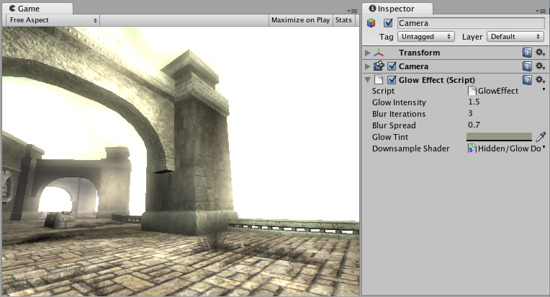 Game
Free Aspect
Maximize on Play
Stats
Inspector
Camera
Tag
Untagged
Layer
Default
Transform
Camera
Glow Effect (Script)
Script
GlowEffect
Glow Intensity
1.5
Blur Iterations
3
Blur Spread
0.7
Glow Tint
Downsample Shader
Hidden/Glow Do